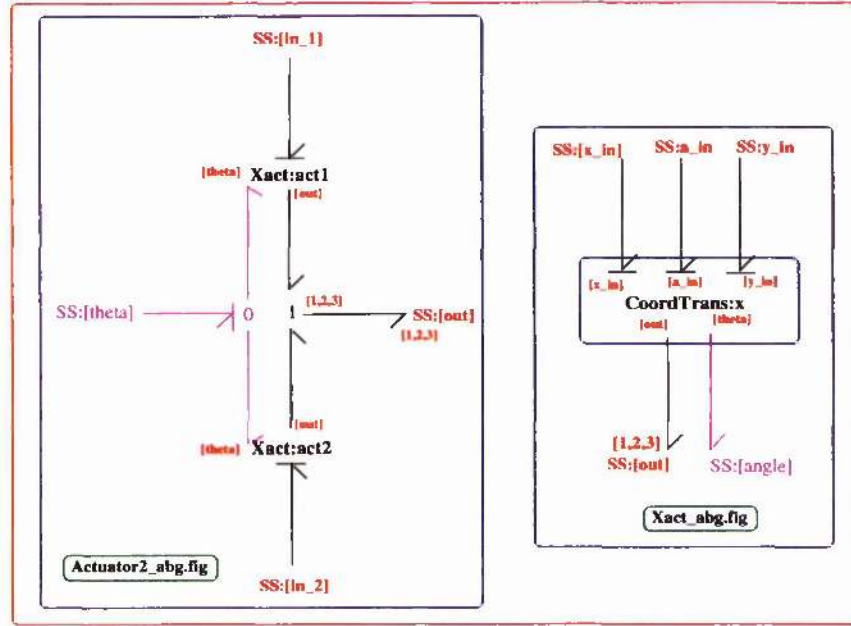 SS:[in_1]
[theta] Xact:act1
[out]
SS:[theta] 0 1 [1,2,3] SS:[out]
[1,2,3]
[out]
[theta] Xact:act2
SS:[in_2]
Actuator2_abg.fig
SS:[x_in] SS:a_in SS:y_in
[x_in] [a_in] [y_in]
CoordTrans:x
[out] [theta]
[1,2,3]
SS:[out] SS:[angle]
Xact_abg.fig